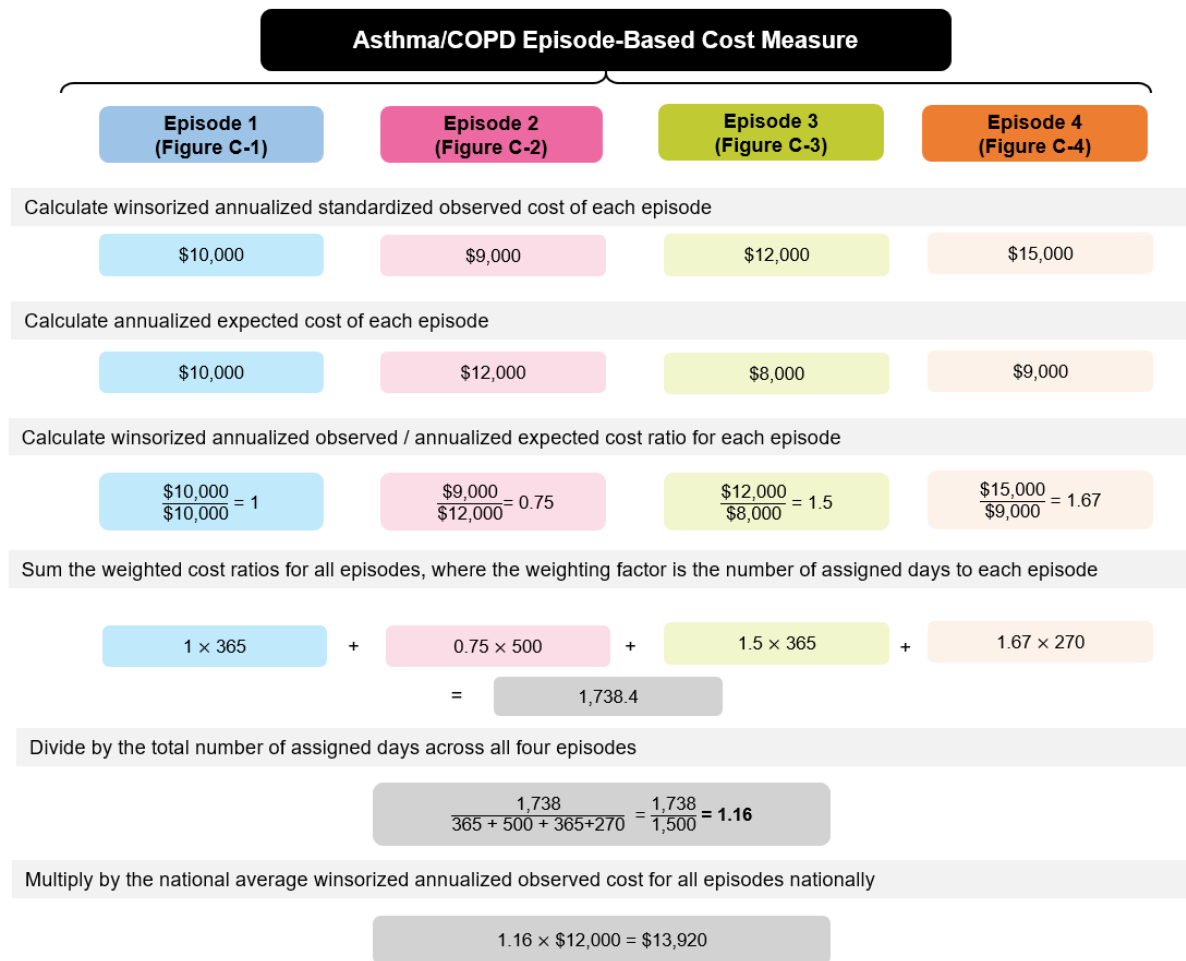 Asthma/COPD Episode-Based Cost Measure
Episode 1
(Figure C-1)
Episode 2
(Figure C-2)
Episode 3
(Figure C-3)
Episode 4
(Figure C-4)
Calculate winsorized annualized standardized observed cost of each episode
$10,000
$9,000
$12,000
$15,000
Calculate annualized expected cost of each episode
$10,000
$12,000
$8,000
$9,000
Calculate winsorized annualized observed / annualized expected cost ratio for each episode
$10,000
$10,000 = 1
$9,000
$12,000 = 0.75
$12,000
$8,000 = 1.5
$15,000
$9,000 = 1.67
Sum the weighted cost ratios for all episodes, where the weighting factor is the number of assigned days to each episode
1 × 365 + 0.75 × 500 + 1.5 × 365 + 1.67 × 270
= 1,738.4
Divide by the total number of assigned days across all four episodes
1,738
365 + 500 + 365+270
= 1,738
1,500
= 1.16
Multiply by the national average winsorized annualized observed cost for all episodes nationally
1.16 × $12,000 = $13,920